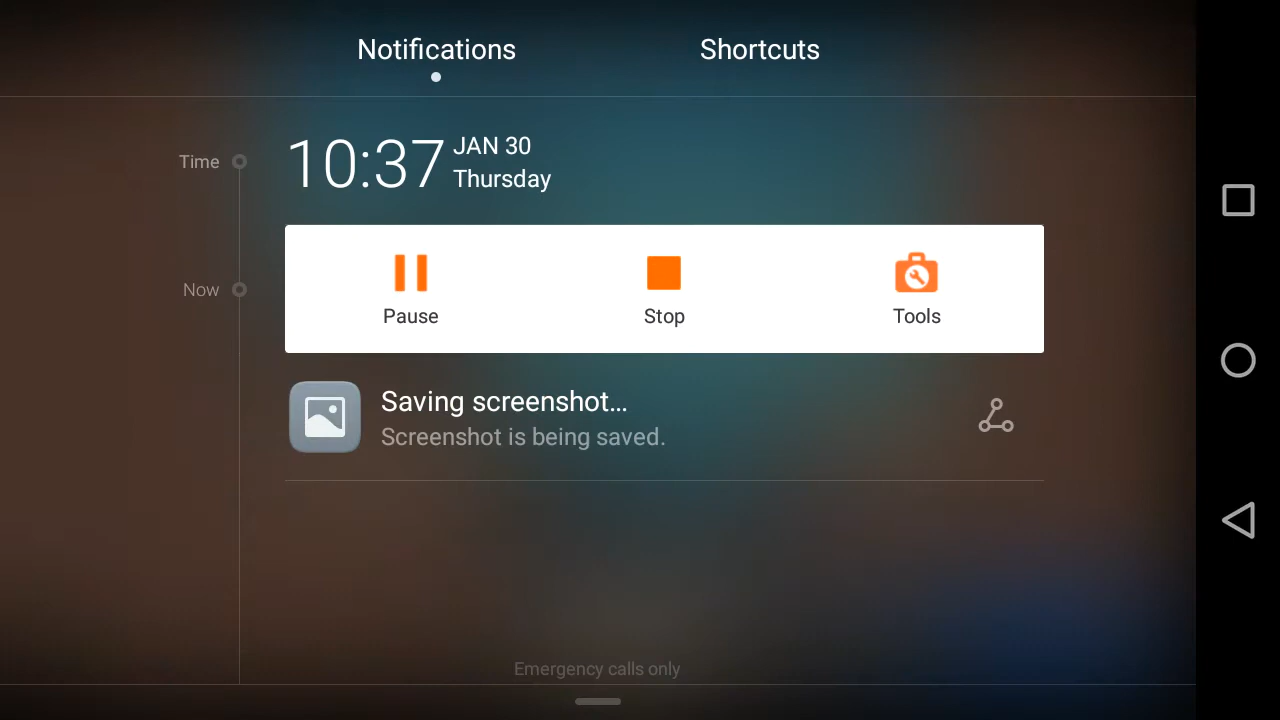 Notifications
Shortcuts
Time
10:37
JAN 30
Thursday
Now
Pause
Stop
Tools
Saving screenshot...
Screenshot is being saved.
Emergency calls only